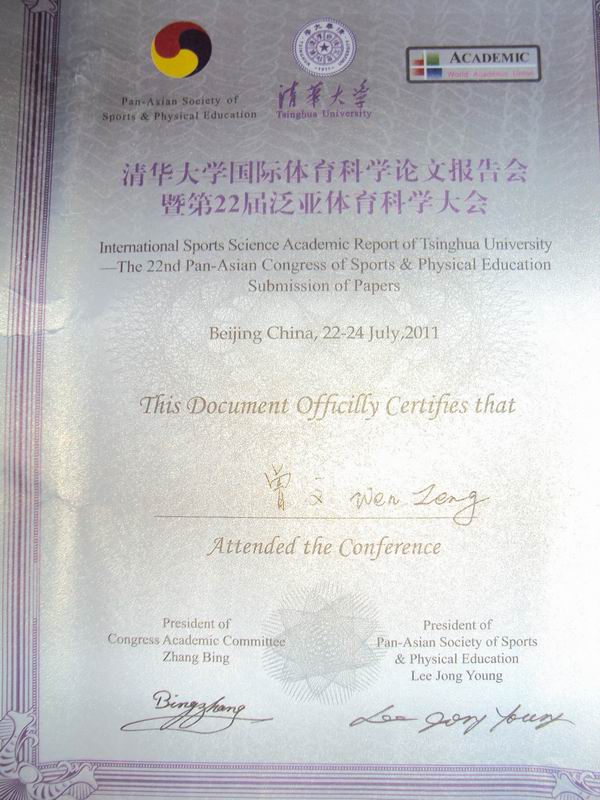 Pan-Asian Society of
Sports & Physical Education
清华大学
Tsinghua University
ACADEMIC
World Academic Union
清华大学国际体育科学论文报告会
暨第22届泛亚体育科学大会
International Sports Science Academic Report of Tsinghua University
—The 22nd Pan-Asian Congress of Sports & Physical Education
Submission of Papers
Beijing China, 22-24 July,2011
This Document Officilly Certifies that
曾文 Wen Zeng
Attended the Conference
President of
Congress Academic Committee
Zhang Bing
President of
Pan-Asian Society of Sports
& Physical Education
Lee Jong Young
Bingzhang
Lee Jong Young